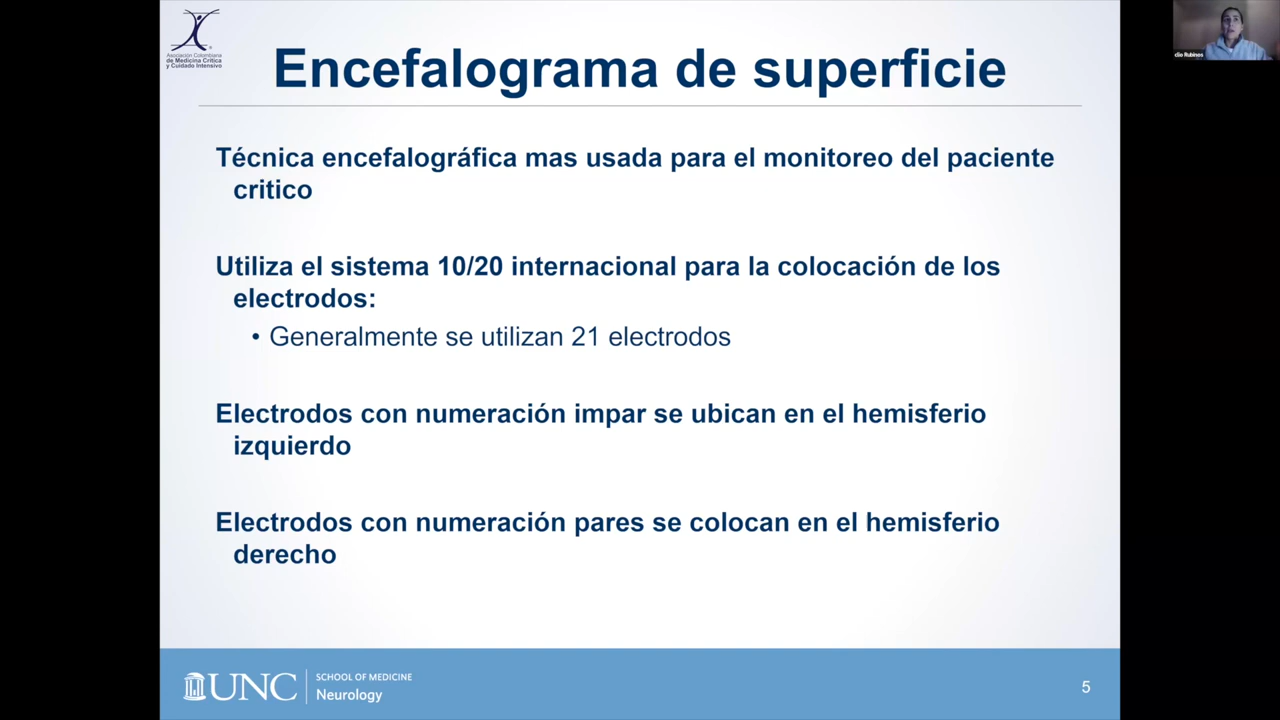 Asociación Colombiana
de Medicina Crítica
y Cuidado Intensivo
Encefalograma de superficie
Técnica encefalográfica mas usada para el monitoreo del paciente
critico
Utiliza el sistema 10/20 internacional para la colocación de los
electrodos:
• Generalmente se utilizan 21 electrodos
Electrodos con numeración impar se ubican en el hemisferio
izquierdo
Electrodos con numeración pares se colocan en el hemisferio
derecho
UNC
SCHOOL OF MEDICINE
Neurology
5
Rubinos